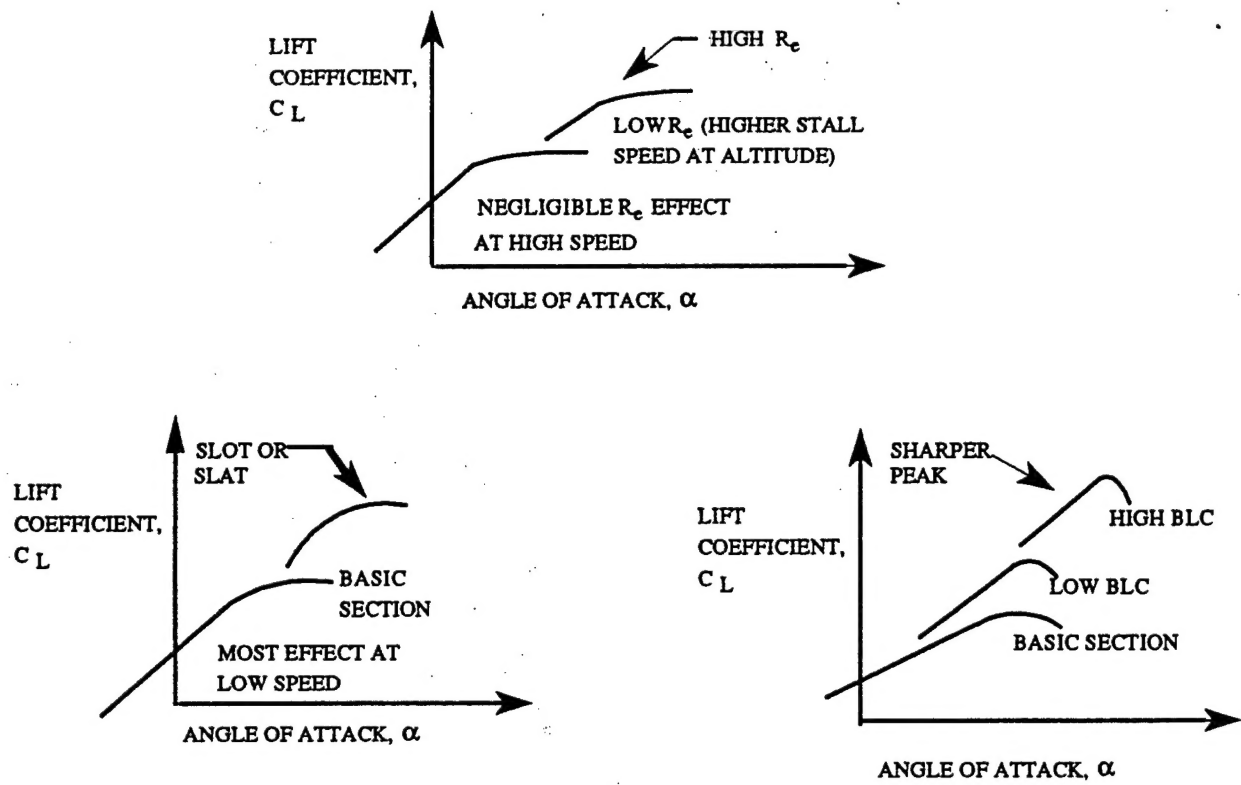 LIFT
COEFFICIENT,
C L
HIGH Re
LOW Re (HIGHER STALL
SPEED AT ALTITUDE)
NEGLIGIBLE Re EFFECT
AT HIGH SPEED
ANGLE OF ATTACK, α
SLOT OR
SLAT
LIFT
COEFFICIENT,
C L
BASIC
SECTION
MOST EFFECT AT
LOW SPEED
ANGLE OF ATTACK, α
SHARPER
PEAK
LIFT
COEFFICIENT,
C L
HIGH BLC
LOW BLC
BASIC SECTION
ANGLE OF ATTACK, α